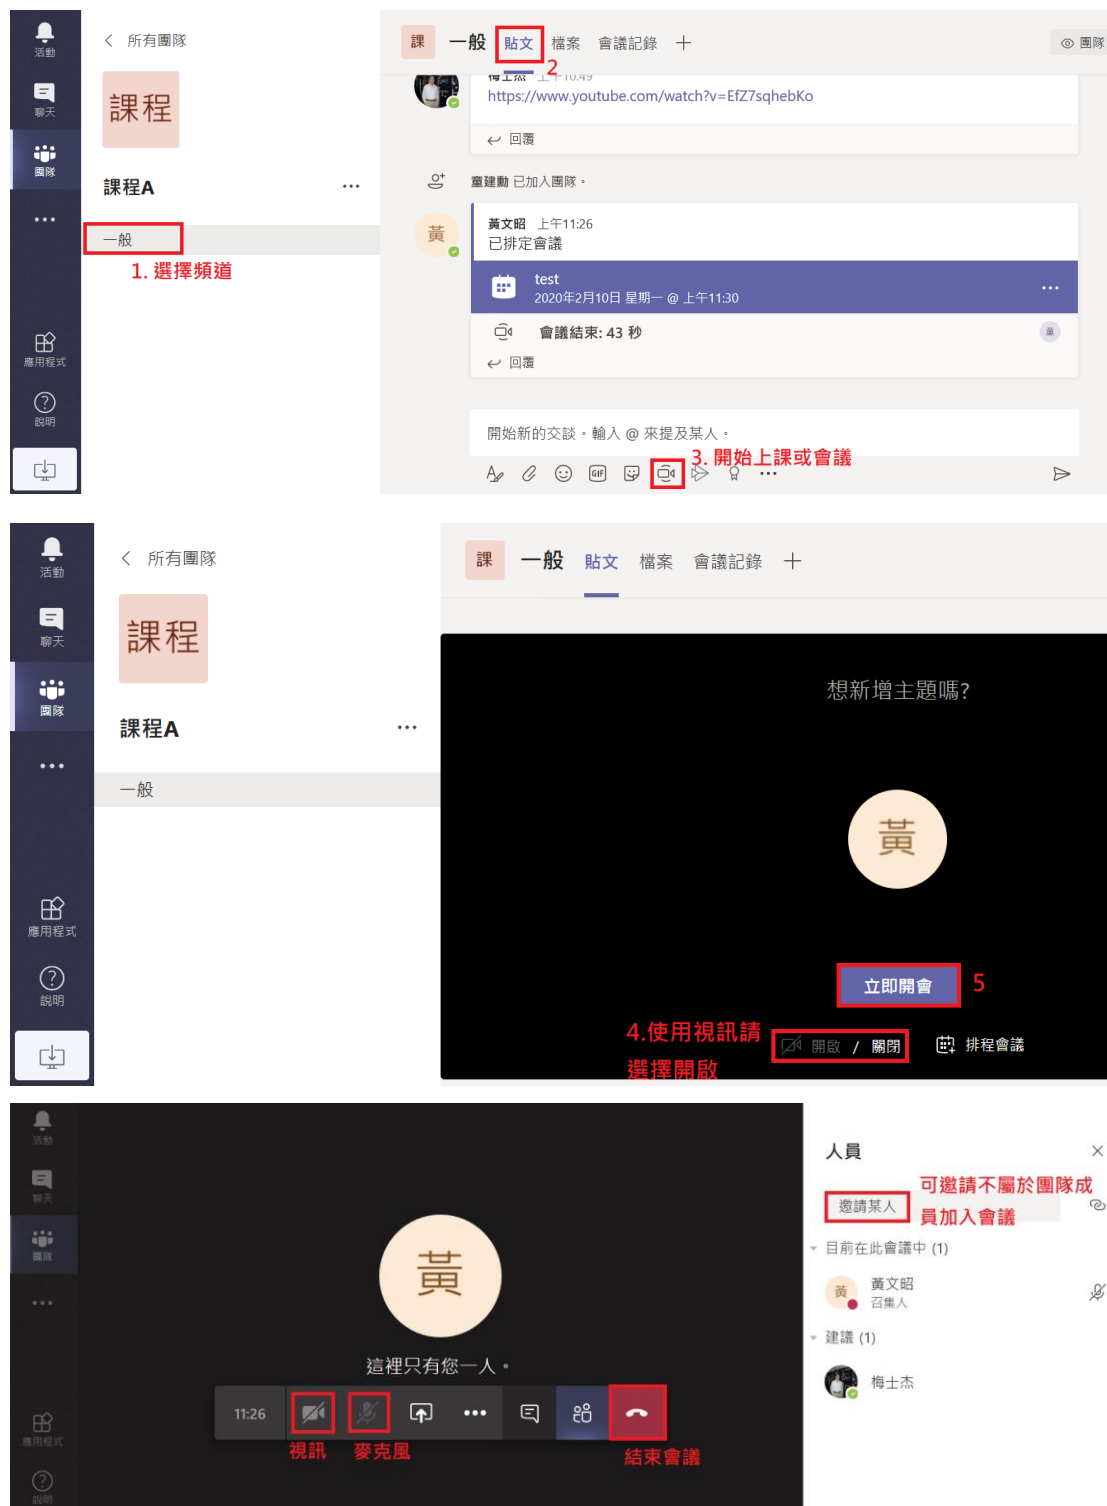 活動
聊天
團隊
應用程式
說明
所有團隊
課程
課程A
一般
1. 選擇頻道
課
一般
貼文
檔案
會議記錄
團隊
2
梅士杰 上午10:49
https://www.youtube.com/watch?v=EfZ7sqhebKo
回覆
童建勳 已加入團隊。
黃
黃文昭 上午11:26
已排定會議
test
2020年2月10日 星期一 @ 上午11:30
會議結束: 43 秒
童
回覆
開始新的交談。輸入 @ 來提及某人。
3. 開始上課或會議
GIF
活動
聊天
團隊
應用程式
說明
所有團隊
課程
課程A
一般
課
一般
貼文
檔案
會議記錄
想新增主題嗎?
黃
立即開會
5
4.使用視訊請
選擇開啟
開啟 / 關閉
排程會議
活動
聊天
團隊
應用程式
說明
黃
這裡只有您一人。
11:26
視訊
麥克風
結束會議
人員
邀請某人
可邀請不屬於團隊成
員加入會議
目前在此會議中 (1)
黃
黃文昭
召集人
建議 (1)
梅士杰